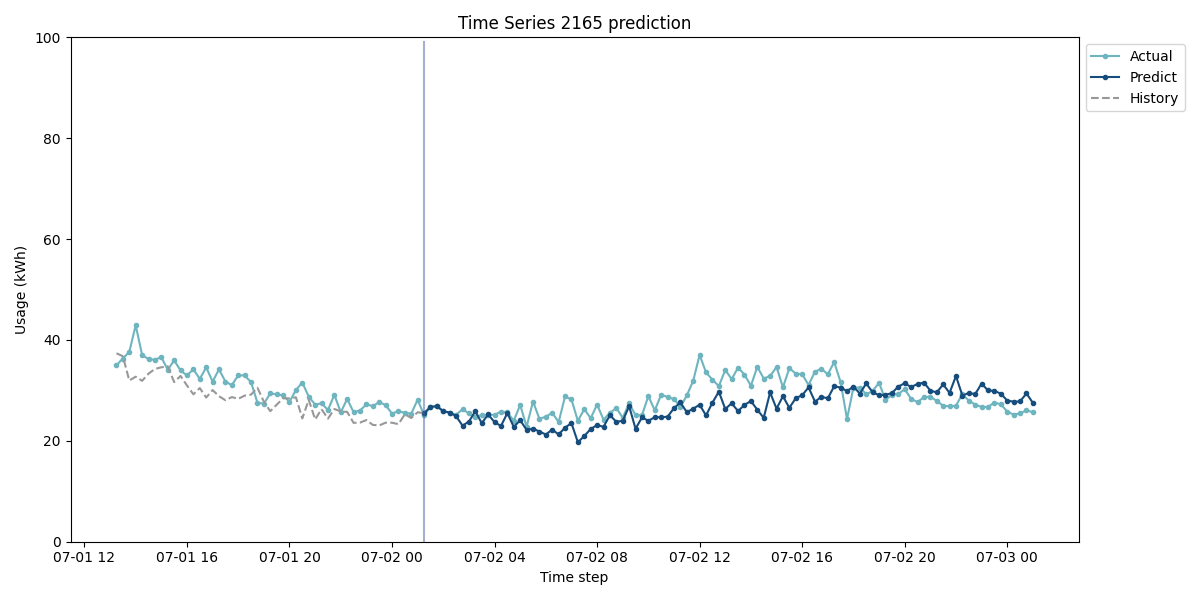 Time Series 2165 prediction
Usage (kWh)
100
80
60
40
20
0
07-01 12
07-01 16
07-01 20
07-02 00
07-02 04
07-02 08
07-02 12
07-02 16
07-02 20
07-03 00
Time step
Actual
Predict
History